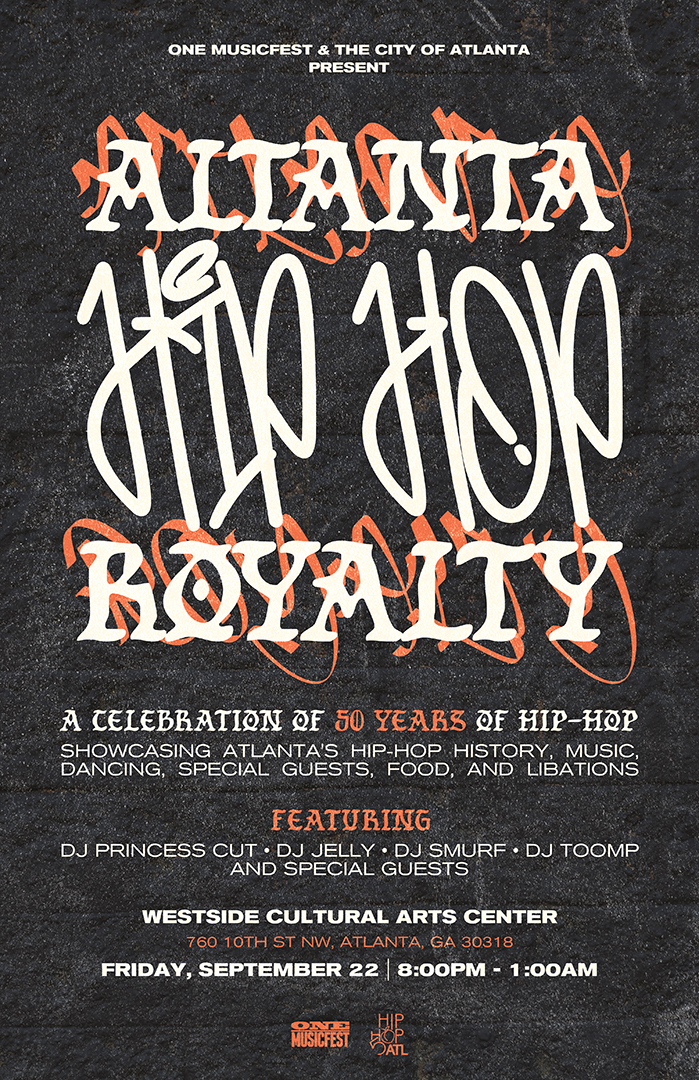 ONE MUSICFEST & THE CITY OF ATLANTA
PRESENT
ATLANTA
HIP HOP
ROYALTY
A CELEBRATION OF 50 YEARS OF HIP-HOP
SHOWCASING ATLANTA'S HIP-HOP HISTORY, MUSIC,
DANCING, SPECIAL GUESTS, FOOD, AND LIBATIONS
FEATURING
DJ PRINCESS CUT • DJ JELLY • DJ SMURF • DJ TOOMP
AND SPECIAL GUESTS
WESTSIDE CULTURAL ARTS CENTER
760 10TH ST NW, ATLANTA, GA 30318
FRIDAY, SEPTEMBER 22 | 8:00PM - 1:00AM
ONE
MUSICFEST
HIP
HOP
ATL